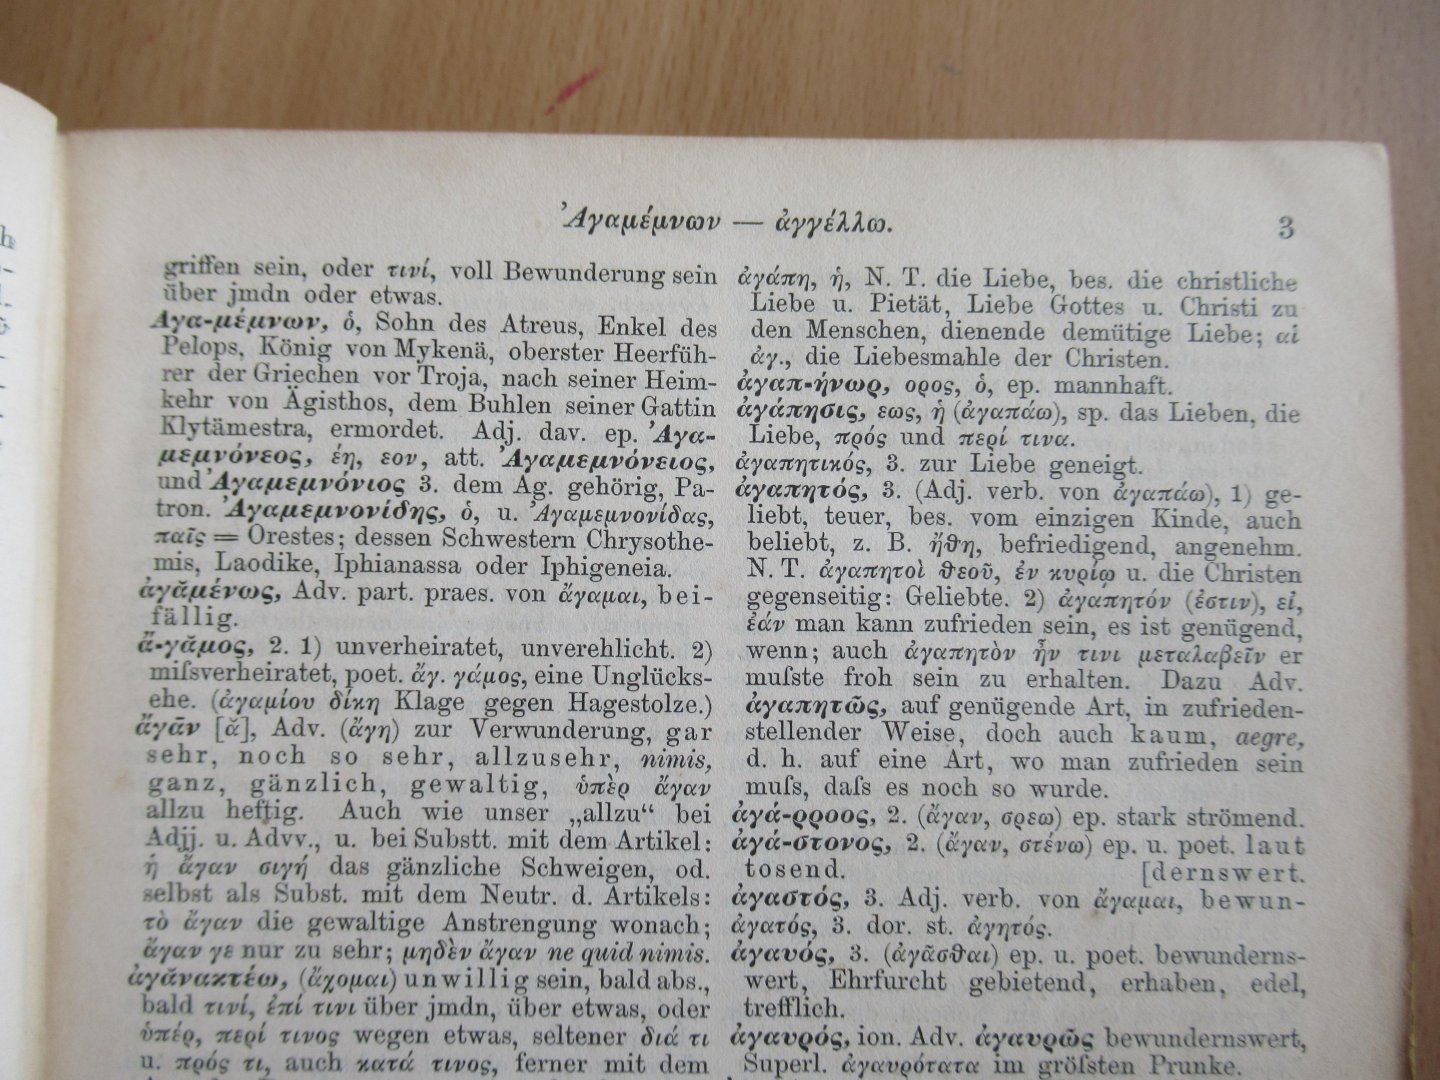 Ἀγαμέμνων — ἀγγέλλω.
3
griffen sein, oder τινί, voll Bewunderung sein
über jmdn oder etwas.
Ἀγα-μέμνων, ὁ, Sohn des Atreus, Enkel des
Pelops, König von Mykenä, oberster Heerfüh-
rer der Griechen vor Troja, nach seiner Heim-
kehr von Ägisthos, dem Buhlen seiner Gattin
Klytämestra, ermordet. Adj. dav. ep. Ἀγα-
μεμνόνεος, έη, εον, att. Ἀγαμεμνόνειος,
und Ἀγαμεμνόνιος 3. dem Ag. gehörig, Pa-
tron. Ἀγαμεμνονίδης, ὁ, u. Ἀγαμεμνονίδας,
παῖς = Orestes; dessen Schwestern Chrysothe-
mis, Laodike, Iphianassa oder Iphigeneia.
ἀγᾰμένως, Adv. part. praes. von ἄγαμαι, bei-
fällig.
ἄ-γᾰμος, 2. 1) unverheiratet, unverehlicht. 2)
miſsverheiratet, poet. ἄγ. γάμος, eine Unglücks-
ehe. (ἀγαμίου δίκη Klage gegen Hagestolze.)
ἄγᾱν [ᾰ], Adv. (ἄγη) zur Verwunderung, gar
sehr, noch so sehr, allzusehr, nimis,
ganz, gänzlich, gewaltig, ὑπὲρ ἄγαν
allzu heftig. Auch wie unser „allzu“ bei
Adjj. u. Advv., u. bei Substt. mit dem Artikel:
ἡ ἄγαν σιγή das gänzliche Schweigen, od.
selbst als Subst. mit dem Neutr. d. Artikels:
τὸ ἄγαν die gewaltige Anstrengung wonach;
ἄγαν γε nur zu sehr; μηδὲν ἄγαν ne quid nimis.
ἀγᾰνακτέω, (ἄχομαι) unwillig sein, bald abs.,
bald τινί, ἐπί τινι über jmdn, über etwas, oder
ὑπέρ, περί τινος wegen etwas, seltener διά τι
u. πρός τι, auch κατά τινος, ferner mit dem
ἀγάπη, ἡ, N. T. die Liebe, bes. die christliche
Liebe u. Pietät, Liebe Gottes u. Christi zu
den Menschen, dienende demütige Liebe; αἱ
ἀγ., die Liebesmahle der Christen.
ἀγαπ-ήνωρ, ορος, ὁ, ep. mannhaft.
ἀγάπησις, εως, ἡ (ἀγαπάω), sp. das Lieben, die
Liebe, πρός und περί τινα.
ἀγαπητικός, 3. zur Liebe geneigt.
ἀγαπητός, 3. (Adj. verb. von ἀγαπάω), 1) ge-
liebt, teuer, bes. vom einzigen Kinde, auch
beliebt, z. B. ἤθη, befriedigend, angenehm.
N. T. ἀγαπητοὶ θεοῦ, ἐν κυρίῳ u. die Christen
gegenseitig: Geliebte. 2) ἀγαπητόν (ἐστιν), εἰ,
ἐάν man kann zufrieden sein, es ist genügend,
wenn; auch ἀγαπητὸν ἦν τινι μεταλαβεῖν er
muſste froh sein zu erhalten. Dazu Adv.
ἀγαπητῶς, auf genügende Art, in zufrieden-
stellender Weise, doch auch kaum, aegre,
d. h. auf eine Art, wo man zufrieden sein
muſs, daſs es noch so wurde.
ἀγά-ρροος, 2. (ἄγαν, σρεω) ep. stark strömend.
ἀγά-στονος, 2. (ἄγαν, στένω) ep. u. poet. laut
tosend. [dernswert.
ἀγαστός, 3. Adj. verb. von ἄγαμαι, bewun-
ἀγατός, 3. dor. st. ἀγητός.
ἀγαυός, 3. (ἀγᾶσθαι) ep. u. poet. bewunderns-
wert, Ehrfurcht gebietend, erhaben, edel,
trefflich.
ἀγαυρός, ion. Adv. ἀγαυρῶς bewundernswert,
Superl. ἀγαυρότατα im gröſsten Prunke.